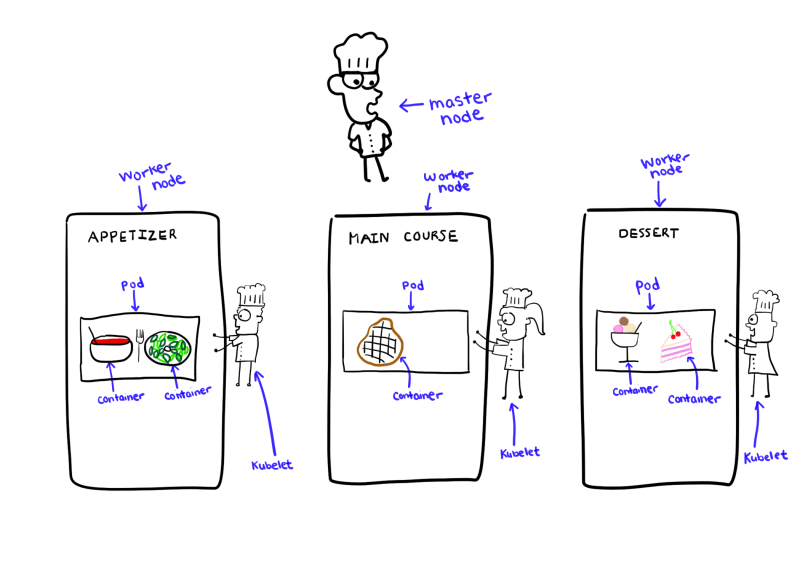 master
node
worker
node
worker
node
worker
node
APPETIZER
MAIN COURSE
DESSERT
Pod
Pod
Pod
container
container
container
container
container
Kubelet
Kubelet
Kubelet